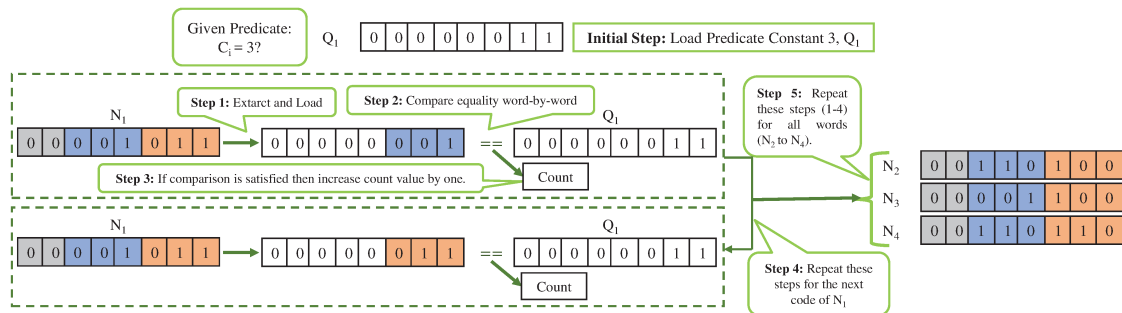 Given Predicate:
Cᵢ = 3?
Q₁ 0 0 0 0 0 0 1 1
Initial Step: Load Predicate Constant 3, Q₁
Step 1: Extarct and Load
Step 2: Compare equality word-by-word
N₁
Q₁
0 0 0 0 1 0 1 1
0 0 0 0 0 0 0 1
==
0 0 0 0 0 0 1 1
Step 3: If comparison is satisfied then increase count value by one.
Count
N₁
Q₁
0 0 0 0 1 0 1 1
0 0 0 0 0 0 1 1
==
0 0 0 0 0 0 1 1
Count
Step 4: Repeat these
steps for the next
code of N₁
Step 5: Repeat
these steps (1-4)
for all words
(N₂ to N₄).
N₂ 0 0 1 1 0 1 0 0
N₃ 0 0 0 0 1 1 0 0
N₄ 0 0 1 1 0 1 1 0